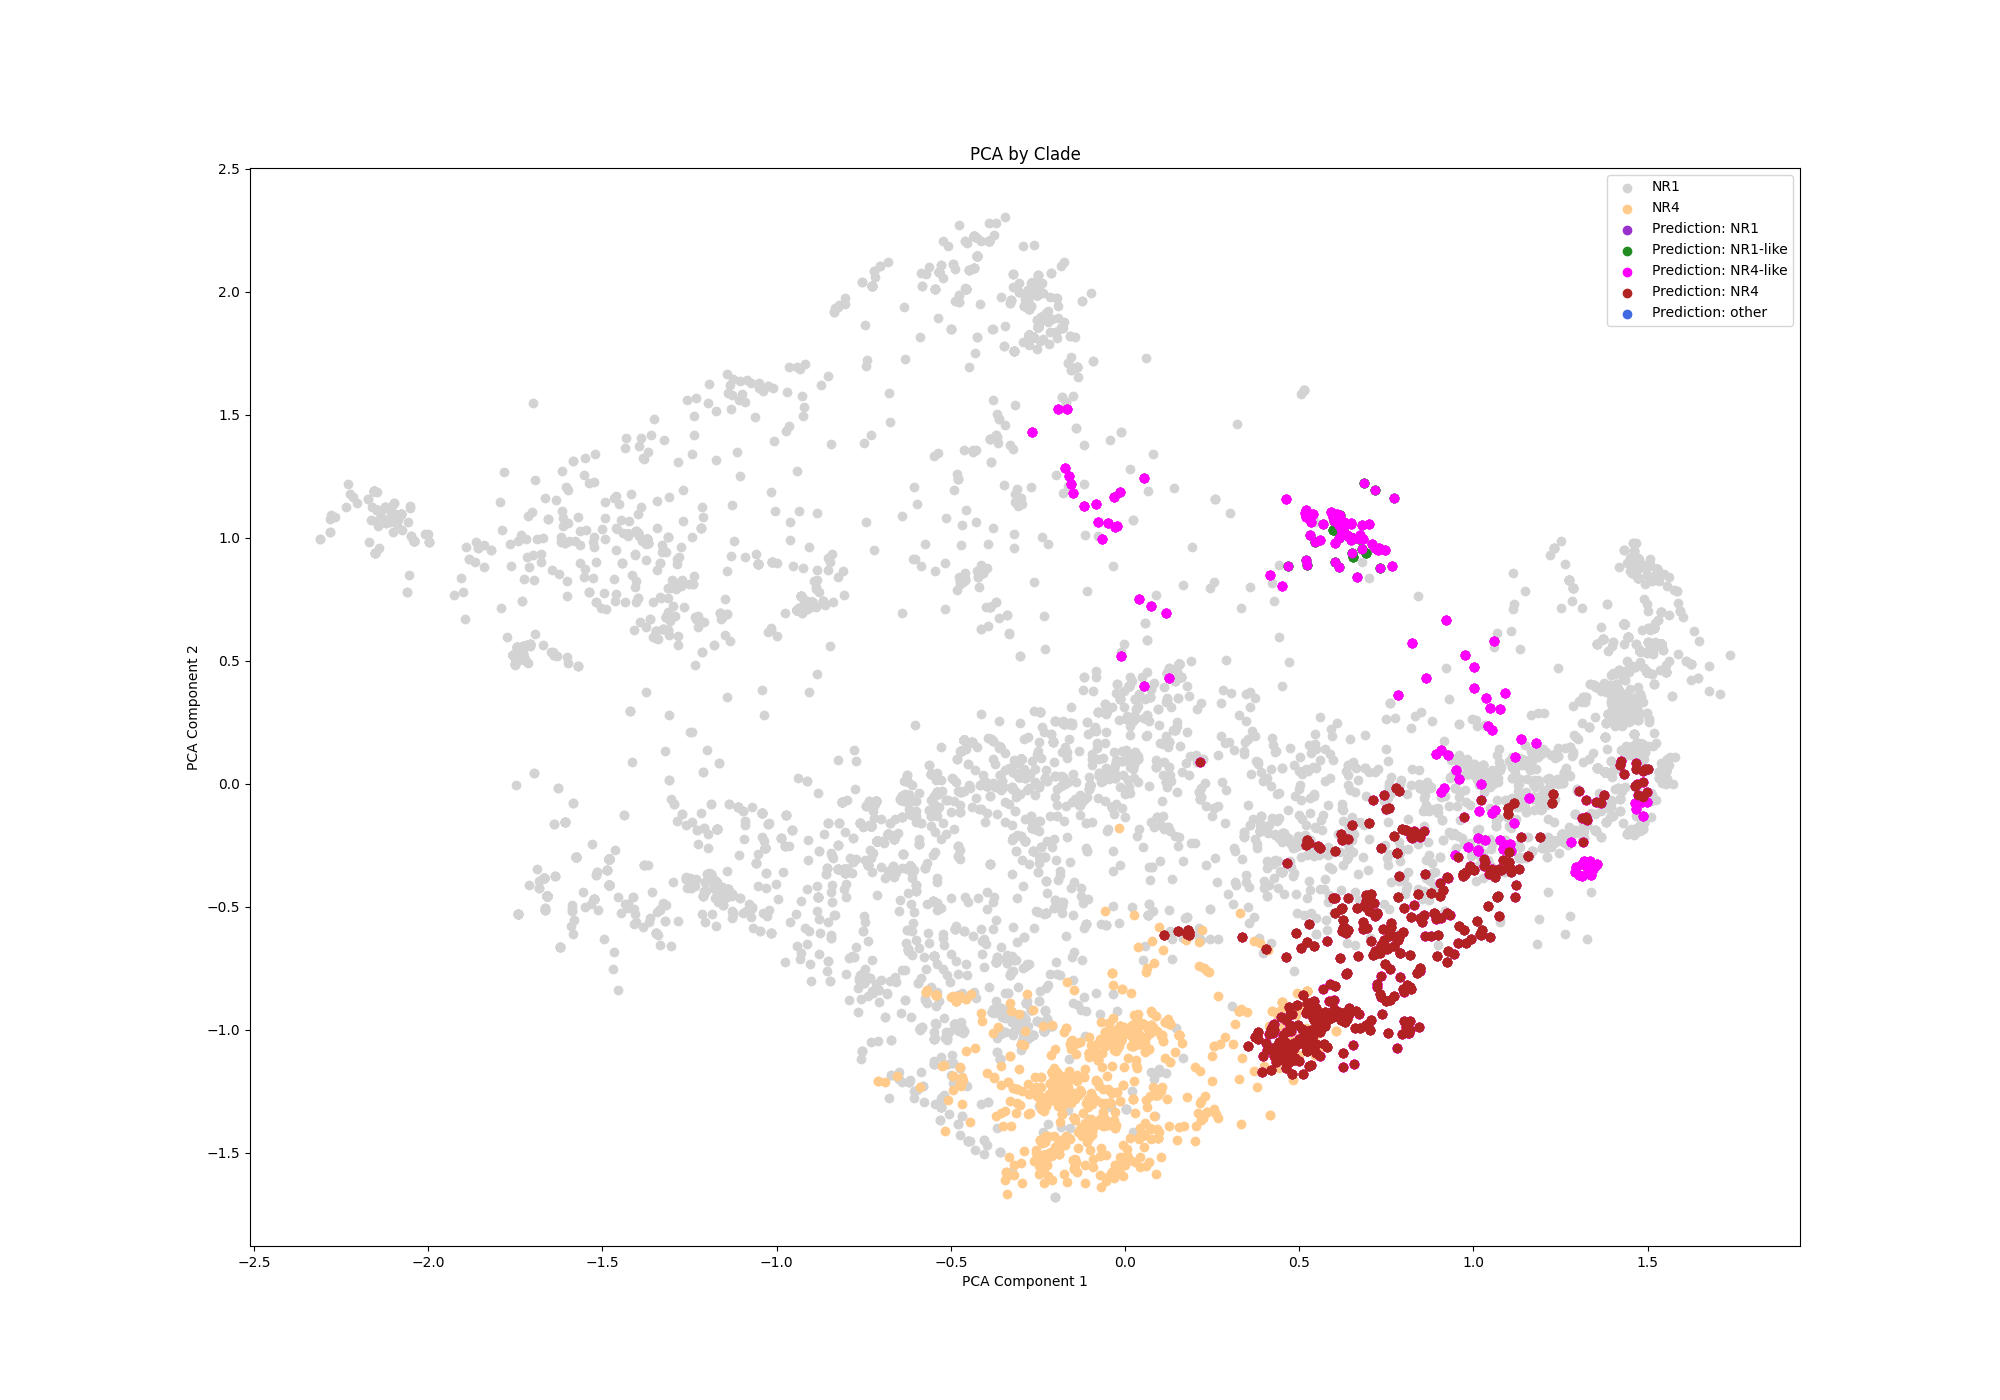 PCA by Clade
2.5
2.0
1.5
1.0
0.5
0.0
−0.5
−1.0
−1.5
PCA Component 2
NR1
NR4
Prediction: NR1
Prediction: NR1-like
Prediction: NR4-like
Prediction: NR4
Prediction: other
−2.5 −2.0 −1.5 −1.0 −0.5 0.0 0.5 1.0 1.5
PCA Component 1